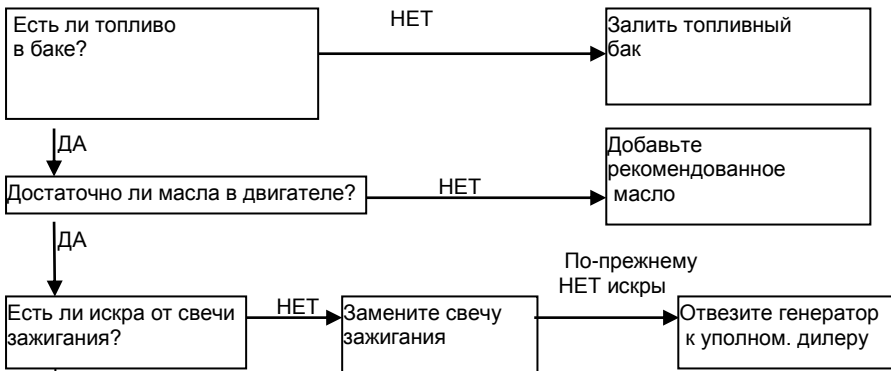 Есть ли топливо
в баке?
НЕТ
Залить топливный
бак
ДА
Достаточно ли масла в двигателе?
НЕТ
Добавьте
рекомендованное
масло
ДА
Есть ли искра от свечи
зажигания?
НЕТ
Замените свечу
зажигания
По-прежнему
НЕТ искры
Отвезите генератор
к уполном. дилеру